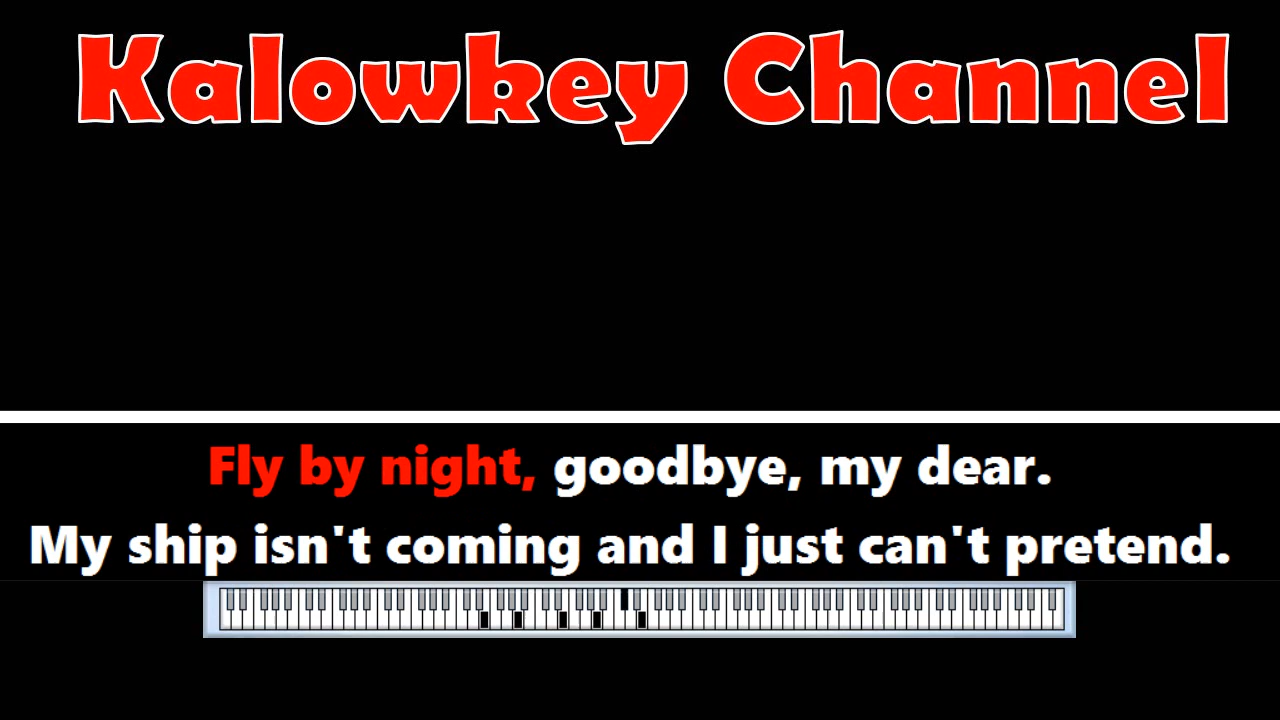 Kalowkey Channel
Fly by night, goodbye, my dear.
My ship isn't coming and I just can't pretend.